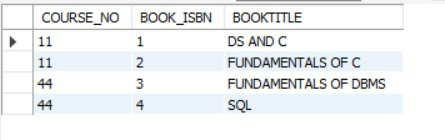 COURSE_NO BOOK_ISBN BOOKTITLE
11 1 DS AND C
11 2 FUNDAMENTALS OF C
44 3 FUNDAMENTALS OF DBMS
44 4 SQL